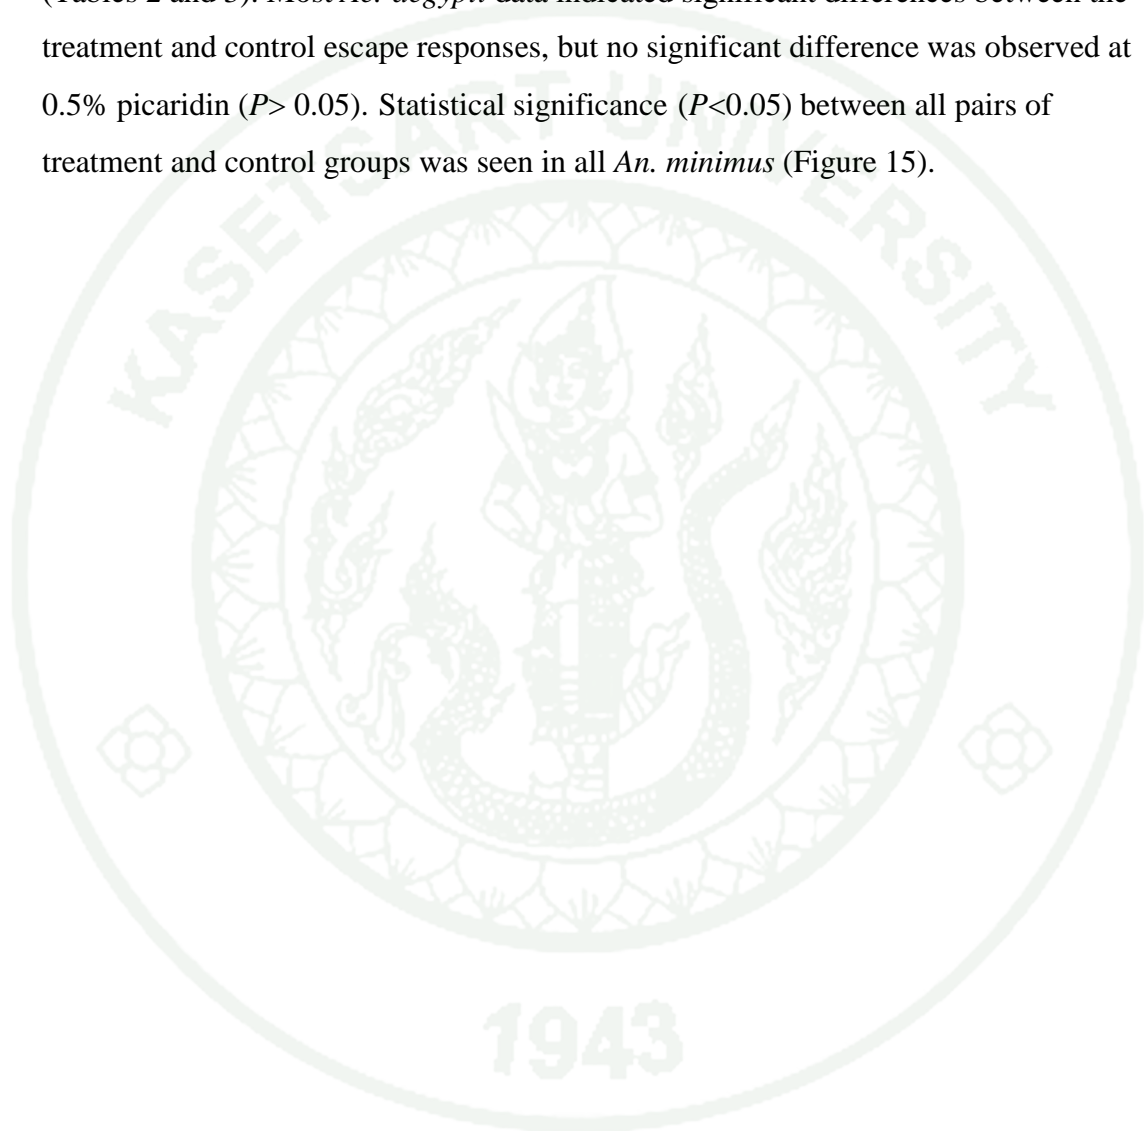 (Tables 2 and 3). Most Ae. aegypti data indicated significant differences between the
treatment and control escape responses, but no significant difference was observed at
0.5% picaridin (P> 0.05). Statistical significance (P<0.05) between all pairs of
treatment and control groups was seen in all An. minimus (Figure 15).
KASETSART UNIVERSITY
1943